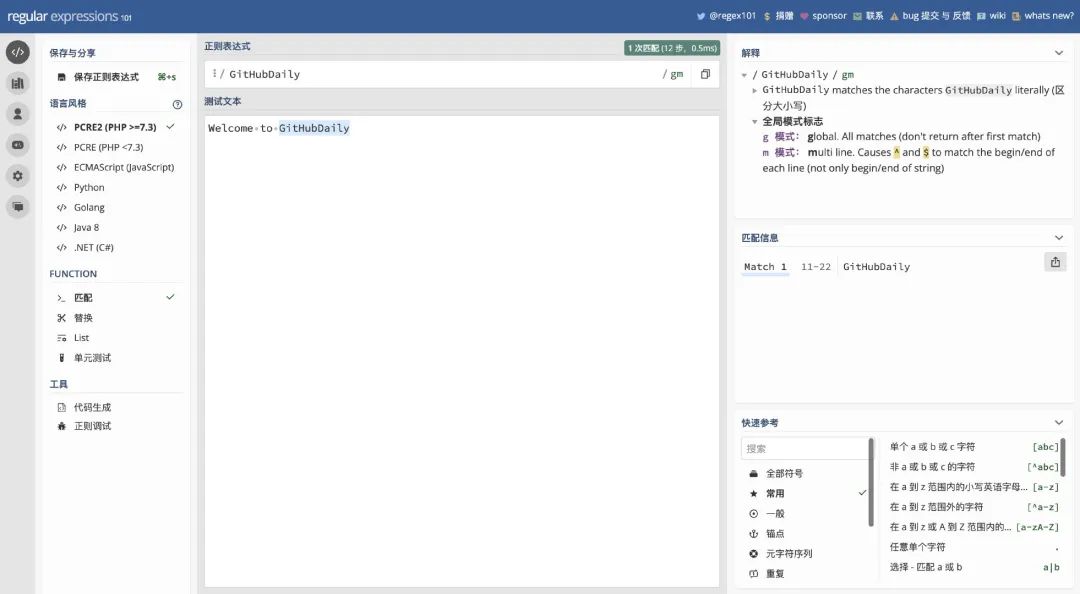 regular expressions 101
@regex101 $ 捐赠 sponsor 联系 bug 提交 与 反馈 wiki whats new?
保存与分享
保存正则表达式 ⌘+s
语言风格
</> PCRE2 (PHP >=7.3)
</> PCRE (PHP <7.3)
</> ECMAScript (JavaScript)
</> Python
</> Golang
</> Java 8
</> .NET (C#)
FUNCTION
匹配
替换
List
单元测试
工具
代码生成
正则调试
正则表达式
1 次匹配 (12 步，0.5ms)
/ GitHubDaily / gm
测试文本
Welcome·to·GitHubDaily
解释
/ GitHubDaily / gm
GitHubDaily matches the characters GitHubDaily literally (区
分大小写)
全局模式标志
g 模式: global. All matches (don't return after first match)
m 模式: multi line. Causes ^ and $ to match the begin/end of
each line (not only begin/end of string)
匹配信息
Match 1 11-22 GitHubDaily
快速参考
搜索
全部符号
常用
一般
锚点
元字符序列
重复
单个 a 或 b 或 c 字符 [abc]
非 a 或 b 或 c 的字符 [^abc]
在 a 到 z 范围内的小写英语字母... [a-z]
在 a 到 z 范围外的字符 [^a-z]
在 a 到 z 或 A 到 Z 范围内的... [a-zA-Z]
任意单个字符 .
选择 - 匹配 a 或 b a|b